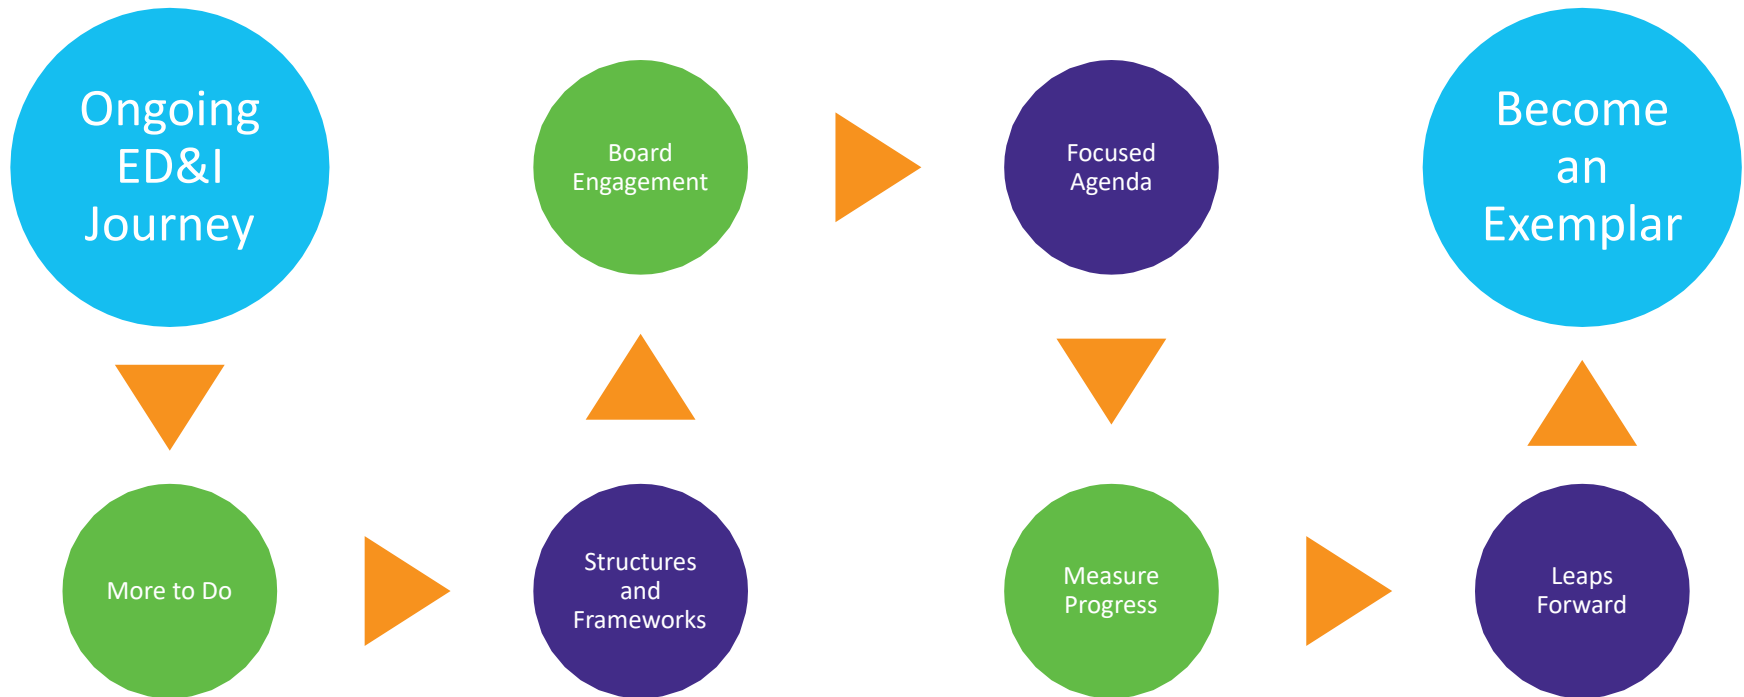 Ongoing
ED&I
Journey
More to Do
Structures
and
Frameworks
Board
Engagement
Focused
Agenda
Measure
Progress
Leaps
Forward
Become
an
Exemplar